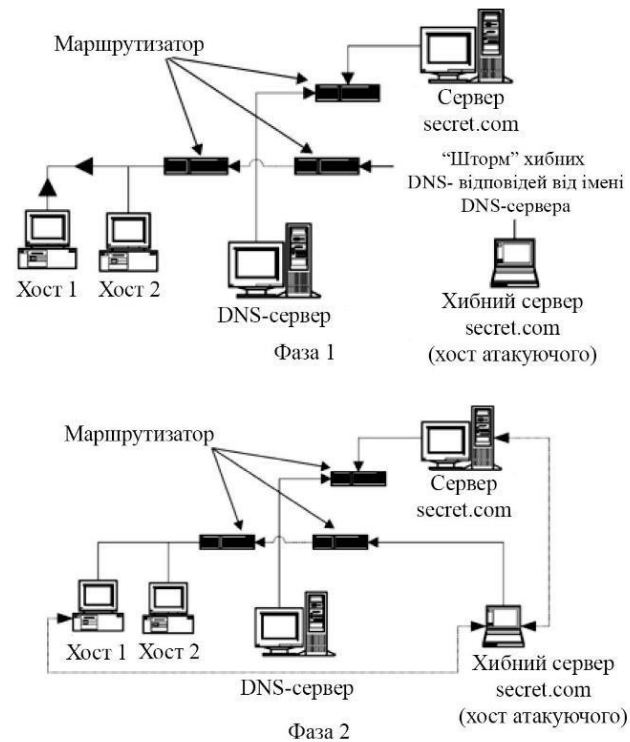 Маршрутизатор
Сервер
secret.com
“Шторм” хибних
DNS- відповідей від імені
DNS-сервера
Хост 1
Хост 2
DNS-сервер
Хибний сервер
secret.com
(хост атакуючого)
Фаза 1
Маршрутизатор
Сервер
secret.com
Хост 1
Хост 2
DNS-сервер
Хибний сервер
secret.com
(хост атакуючого)
Фаза 2